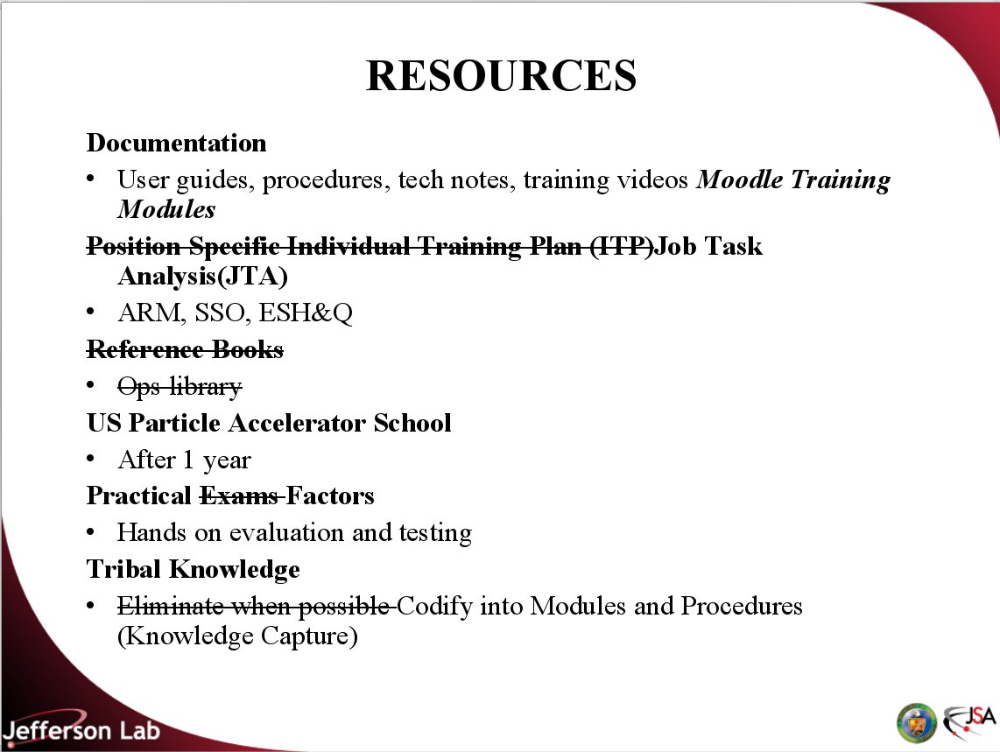 RESOURCES
Documentation
• User guides, procedures, tech notes, training videos Moodle Training
Modules
Position Specific Individual Training Plan (ITP)Job Task
Analysis(JTA)
• ARM, SSO, ESH&Q
Reference Books
• Ops library
US Particle Accelerator School
• After 1 year
Practical Exams Factors
• Hands on evaluation and testing
Tribal Knowledge
• Eliminate when possible Codify into Modules and Procedures
(Knowledge Capture)
Jefferson Lab
JSA